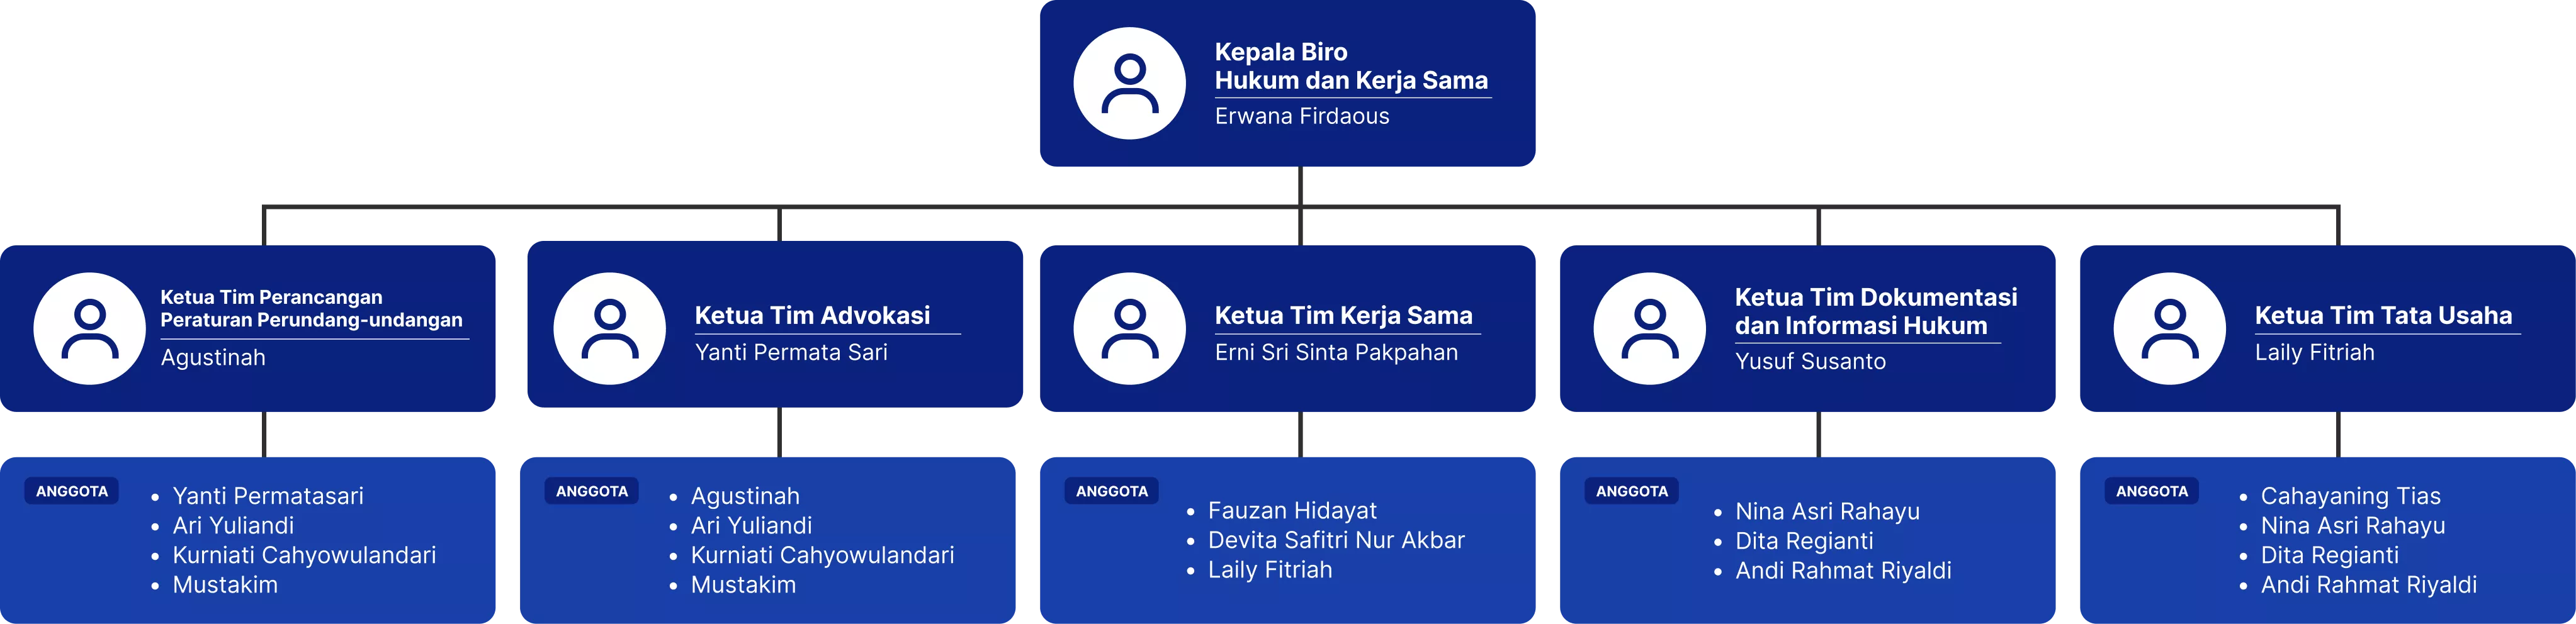 Kepala Biro
Hukum dan Kerja Sama
Erwana Firdaous
Ketua Tim Perancangan
Peraturan Perundang-undangan
Agustinah
Ketua Tim Advokasi
Yanti Permata Sari
Ketua Tim Kerja Sama
Erni Sri Sinta Pakpahan
Ketua Tim Dokumentasi
dan Informasi Hukum
Yusuf Susanto
Ketua Tim Tata Usaha
Laily Fitriah
ANGGOTA
• Yanti Permatasari
• Ari Yuliandi
• Kurniati Cahyowulandari
• Mustakim
ANGGOTA
• Agustinah
• Ari Yuliandi
• Kurniati Cahyowulandari
• Mustakim
ANGGOTA
• Fauzan Hidayat
• Devita Safitri Nur Akbar
• Laily Fitriah
ANGGOTA
• Nina Asri Rahayu
• Dita Regianti
• Andi Rahmat Riyaldi
ANGGOTA
• Cahayaning Tias
• Nina Asri Rahayu
• Dita Regianti
• Andi Rahmat Riyaldi